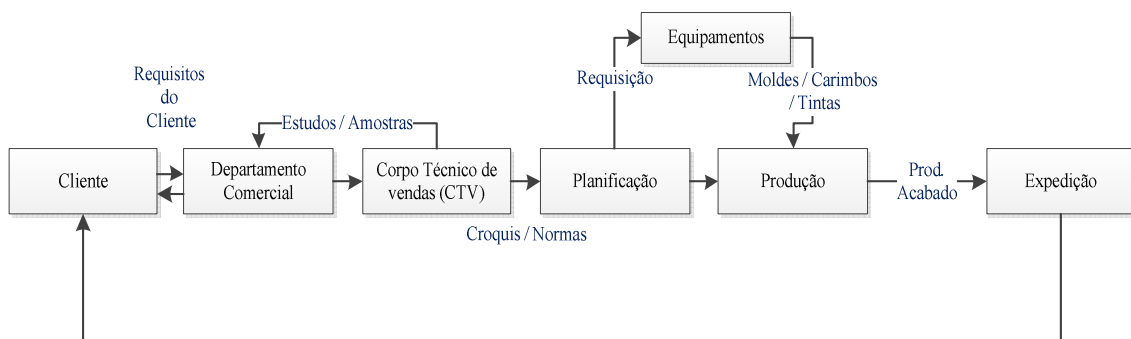 Equipamentos
Requisitos
do
Cliente
Requisição
Moldes / Carimbos
/ Tintas
Estudos / Amostras
Cliente
Departamento
Comercial
Corpo Técnico de
vendas (CTV)
Planificação
Produção
Prod.
Acabado
Expedição
Croquis / Normas